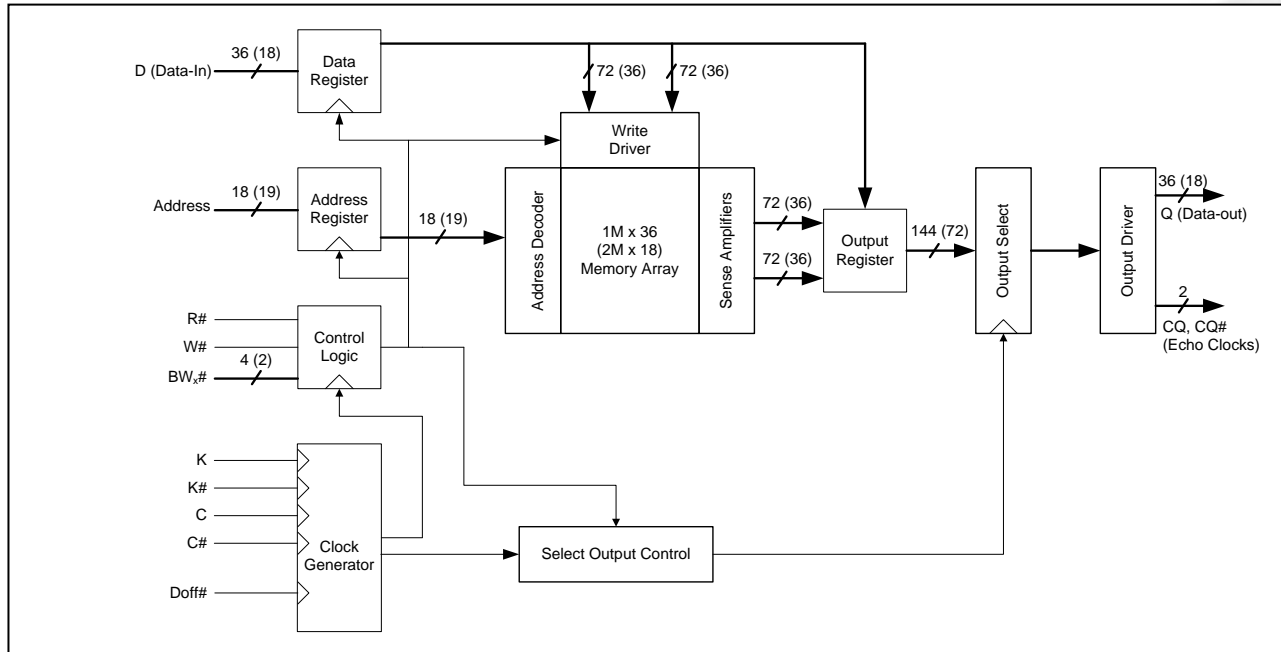 36 (18)
D (Data-In)
Data
Register
72 (36)
72 (36)
Write
Driver
18 (19)
Address
Address
Register
18 (19)
Address Decoder
1M x 36
(2M x 18)
Memory Array
Sense Amplifiers
72 (36)
72 (36)
Output
Register
144 (72)
Output Select
Output Driver
36 (18)
Q (Data-out)
2
CQ, CQ#
(Echo Clocks)
R#
W#
4 (2)
BWx#
Control
Logic
K
K#
C
C#
Doff#
Clock
Generator
Select Output Control